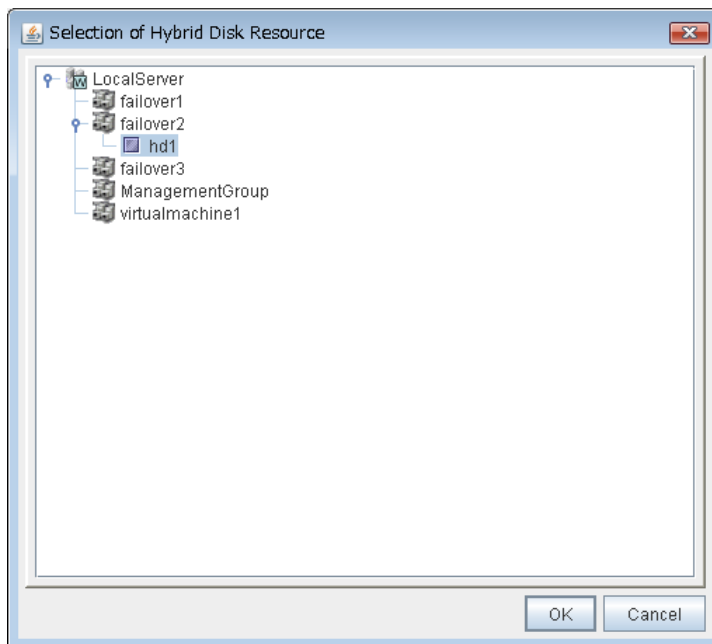 Selection of Hybrid Disk Resource
LocalServer
failover1
failover2
hd1
failover3
ManagementGroup
virtualmachine1
OK
Cancel